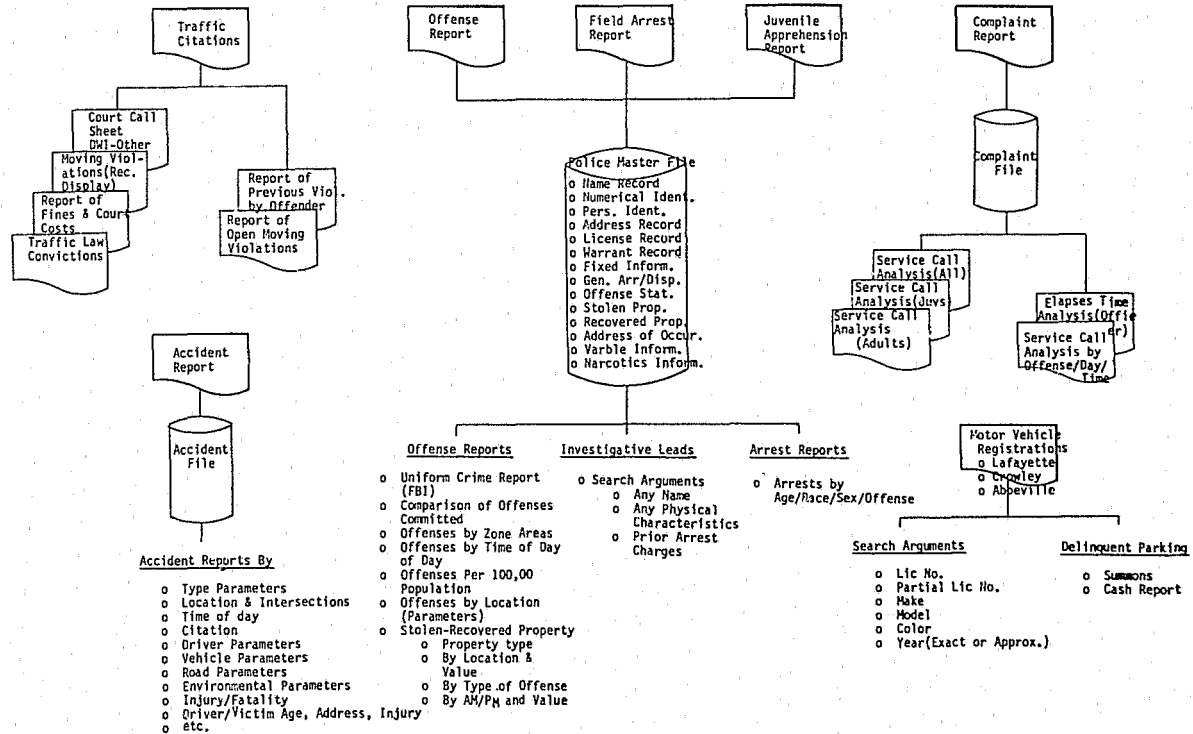 Traffic
Citations
Court Call
Sheet
DWI-Other
Moving Viol-
ations(Rec.
Display)
Report of
Fines & Court
Costs
Traffic Law
Convictions
Report of
Previous Viol.
by Offender
Report of
Open Moving
Violations
Offense
Report
Field Arrest
Report
Juvenile
Apprehension
Report
Police Master File
o Name Record
o Numerical Ident.
o Pers. Ident.
o Address Record
o License Record
o Warrant Record
o Fixed Inform.
o Gen. Arr/Disp.
o Offense Stat.
o Stolen Prop.
o Recovered Prop.
o Address of Occur.
o Varble Inform.
o Narcotics Inform.
Complaint
Report
Complaint
File
Service Call
Analysis(All)
Service Call
Analysis(Juvs
Service Call
Analysis
(Adults)
Elapses Time
Analysis(Offic
er)
Service Call
Analysis by
Offense/Day/
Time
Accident
Report
Accident
File
Accident Reports By
o Type Parameters
o Location & Intersections
o Time of day
o Citation
o Driver Parameters
o Vehicle Parameters
o Road Parameters
o Environmental Parameters
o Injury/Fatality
o Driver/Victim Age, Address, Injury
o etc.
Offense Reports
o Uniform Crime Report
(FBI)
o Comparison of Offenses
Committed
o Offenses by Zone Areas
o Offenses by Time of Day
of Day
o Offenses Per 100,00
Population
o Offenses by Location
(Parameters)
o Stolen-Recovered Property
o Property type
o By Location &
Value
o By Type of Offense
o By AM/PM and Value
Investigative Leads
o Search Arguments
o Any Name
o Any Physical
Characteristics
o Prior Arrest
Charges
Arrest Reports
o Arrests by
Age/Race/Sex/Offense
Motor Vehicle
Registrations
o Lafayette
o Crowley
o Abbeville
Search Arguments
o Lic No.
o Partial Lic No.
o Make
o Model
o Color
o Year(Exact or Approx.)
Delinquent Parking
o Summons
o Cash Report